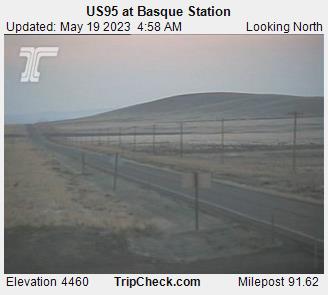 US95 at Basque Station
Updated: May 19 2023 4:58 AM Looking North
Elevation 4460 TripCheck.com Milepost 91.62